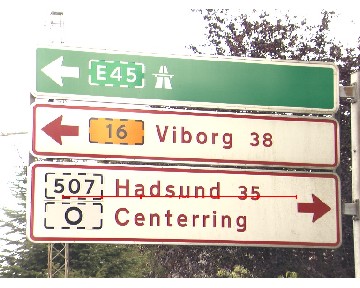 E45
16 Viborg 38
507 Hadsund 35
O Centerring